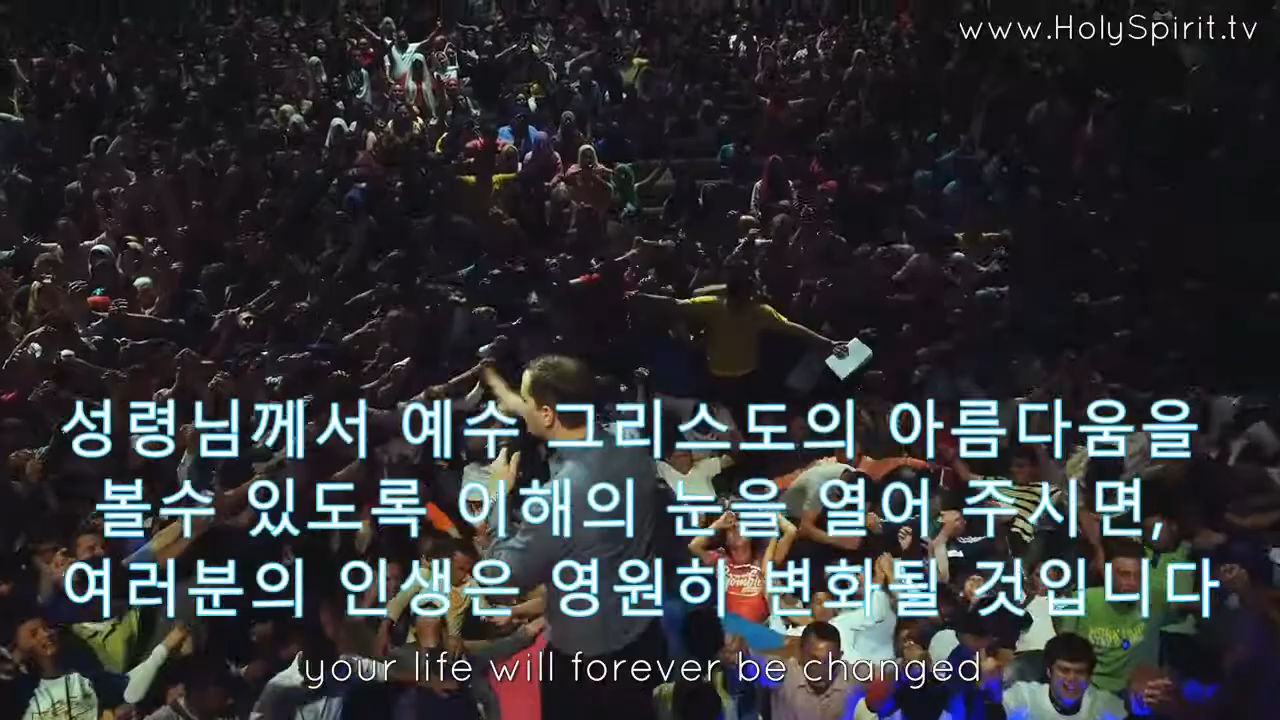 www.HolySpirit.tv
성령님께서 예수 그리스도의 아름다움을
볼수 있도록 이해의 눈을 열어 주시면,
여러분의 인생은 영원히 변화될 것입니다
your life will forever be changed